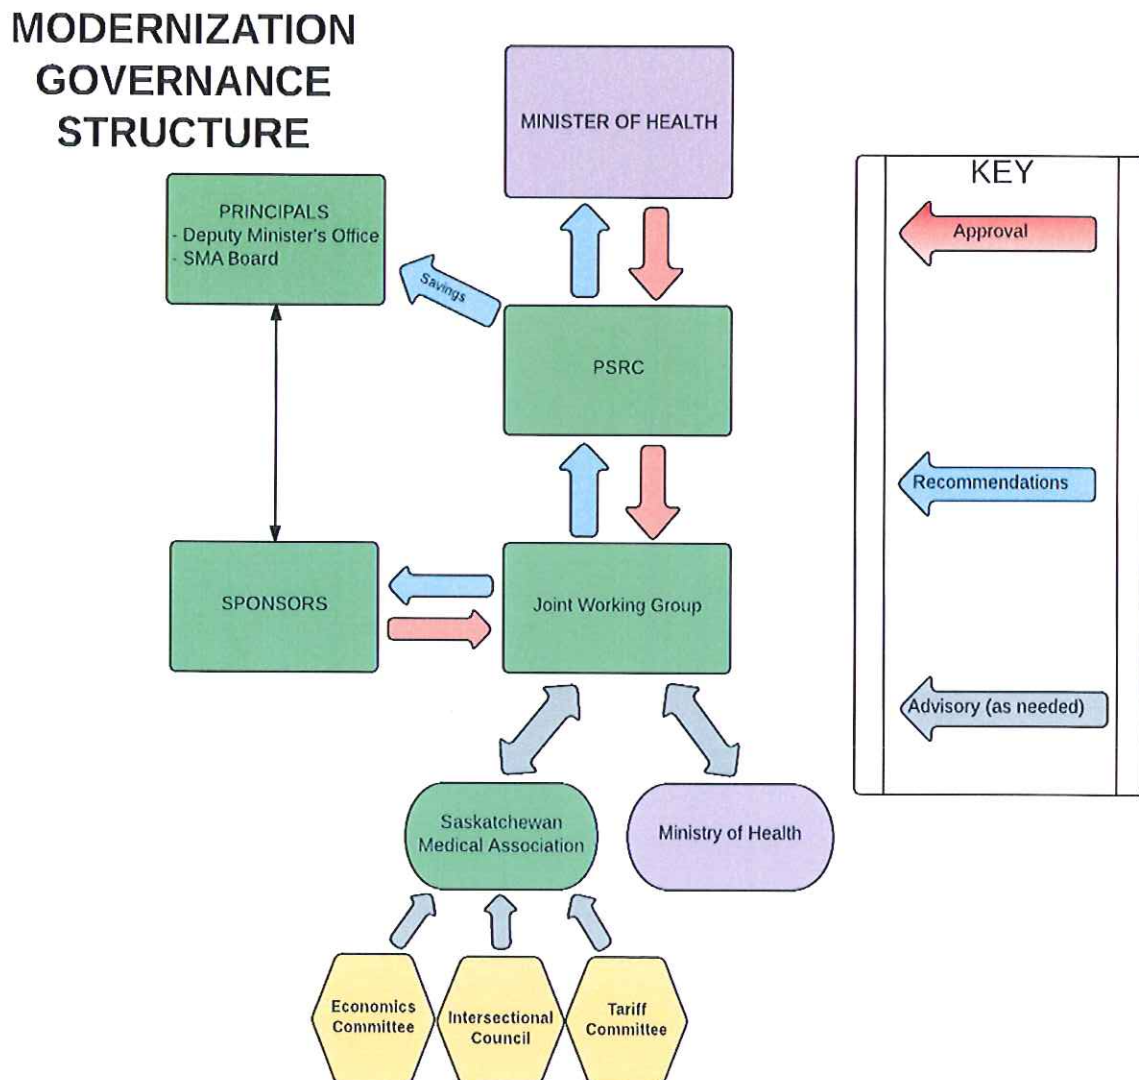 MODERNIZATION
GOVERNANCE
STRUCTURE
MINISTER OF HEALTH
KEY
PRINCIPALS
- Deputy Minister's Office
- SMA Board
Approval
Savings
PSRC
Recommendations
SPONSORS
Joint Working Group
Advisory (as needed)
Saskatchewan
Medical Association
Ministry of Health
Economics
Committee
Intersectional
Council
Tariff
Committee